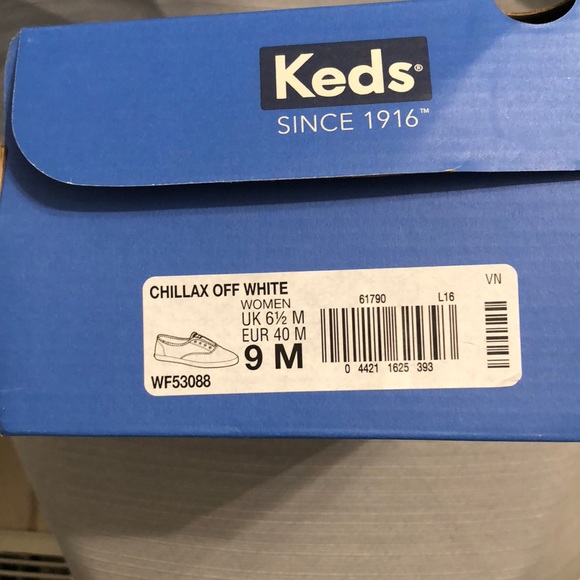 Keds®
SINCE 1916™
CHILLAX OFF WHITE
WOMEN
UK 6½ M
EUR 40 M
9 M
WF53088
61790 L16
0 4421 1625 393
VN